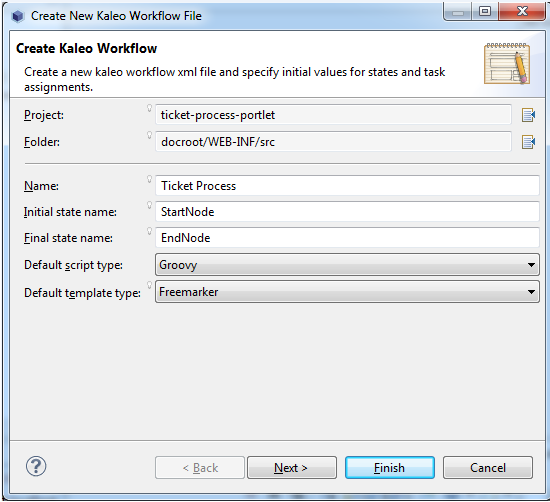 Create New Kaleo Workflow File
Create Kaleo Workflow
Create a new kaleo workflow xml file and specify initial values for states and task
assignments.
Project: ticket-process-portlet
Folder: docroot/WEB-INF/src
Name: Ticket Process
Initial state name: StartNode
Final state name: EndNode
Default script type: Groovy
Default template type: Freemarker
? < Back Next > Finish Cancel